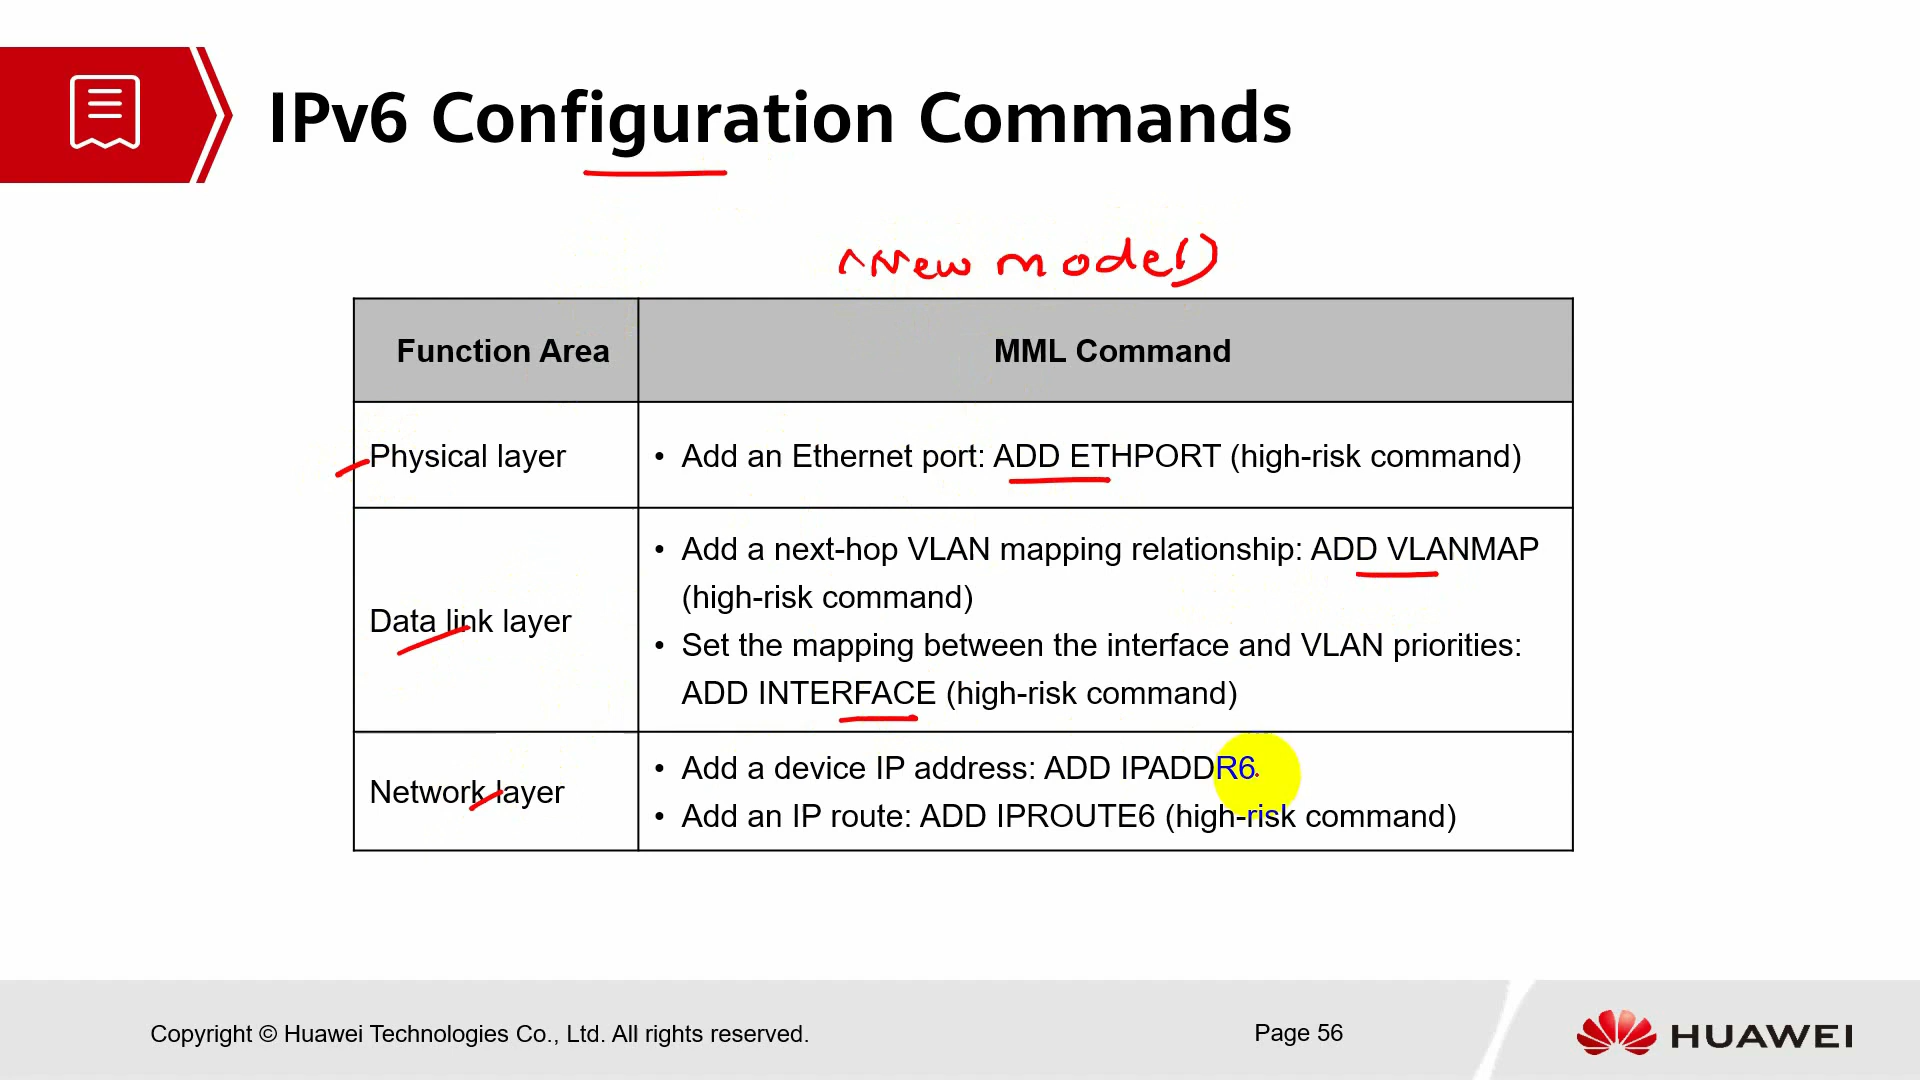 IPv6 Configuration Commands
(New model)
Function Area
MML Command
Physical layer
• Add an Ethernet port: ADD ETHPORT (high-risk command)
Data link layer
• Add a next-hop VLAN mapping relationship: ADD VLANMAP
(high-risk command)
• Set the mapping between the interface and VLAN priorities:
ADD INTERFACE (high-risk command)
Network layer
• Add a device IP address: ADD IPADDR6
• Add an IP route: ADD IPROUTE6 (high-risk command)
Copyright © Huawei Technologies Co., Ltd. All rights reserved.
Page 56
HUAWEI